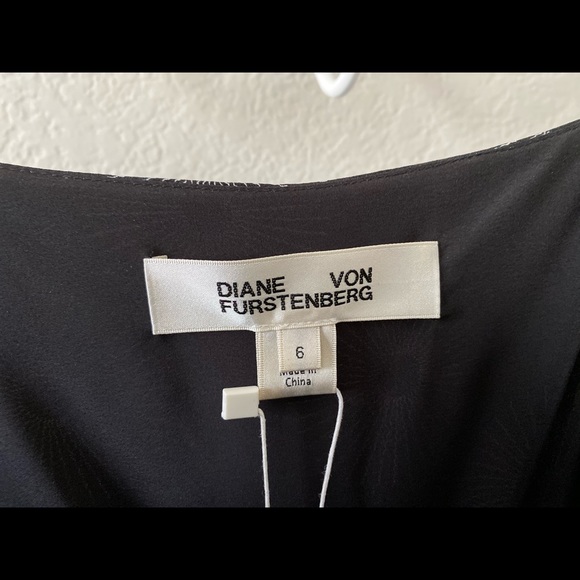 DIANE VON
FURSTENBERG
6
Made in
China